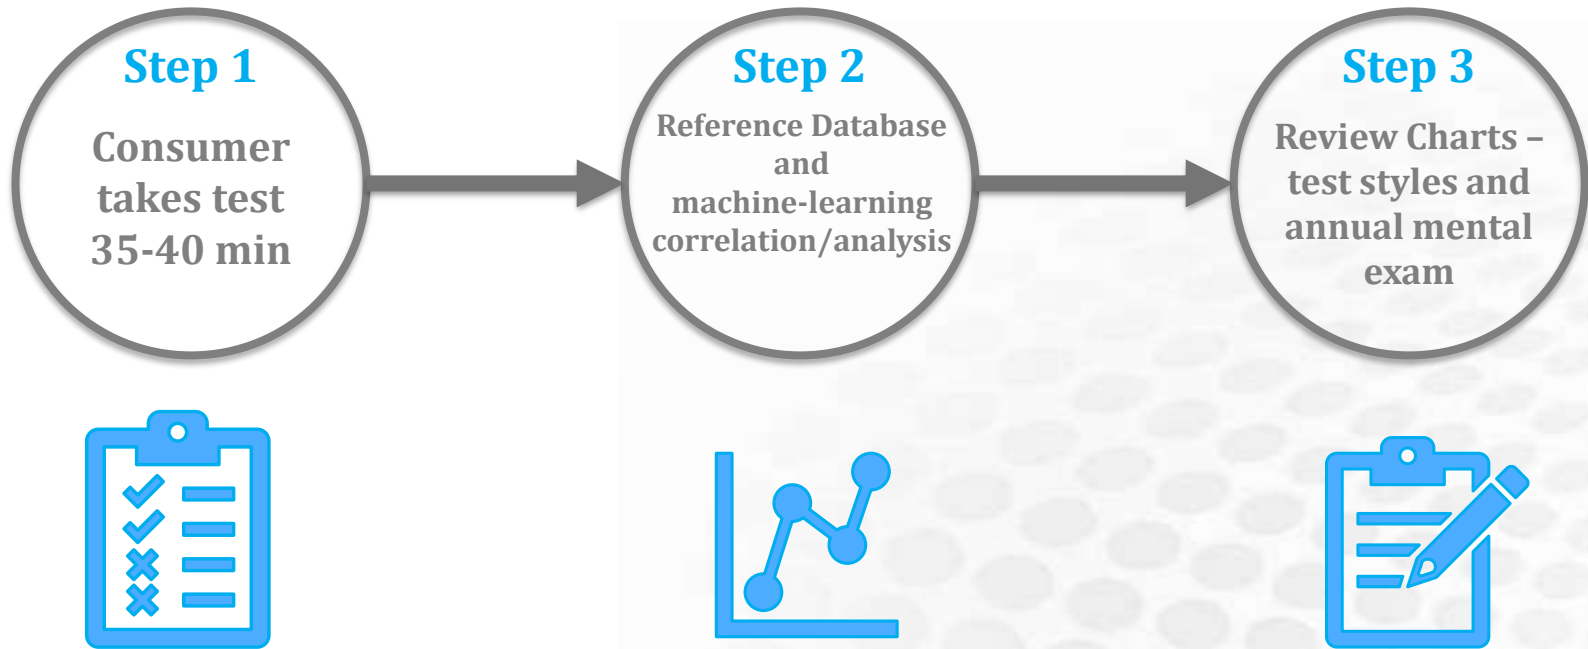 Step 1
Consumer
takes test
35-40 min
Step 2
Reference Database
and
machine-learning
correlation/analysis
Step 3
Review Charts –
test styles and
annual mental
exam